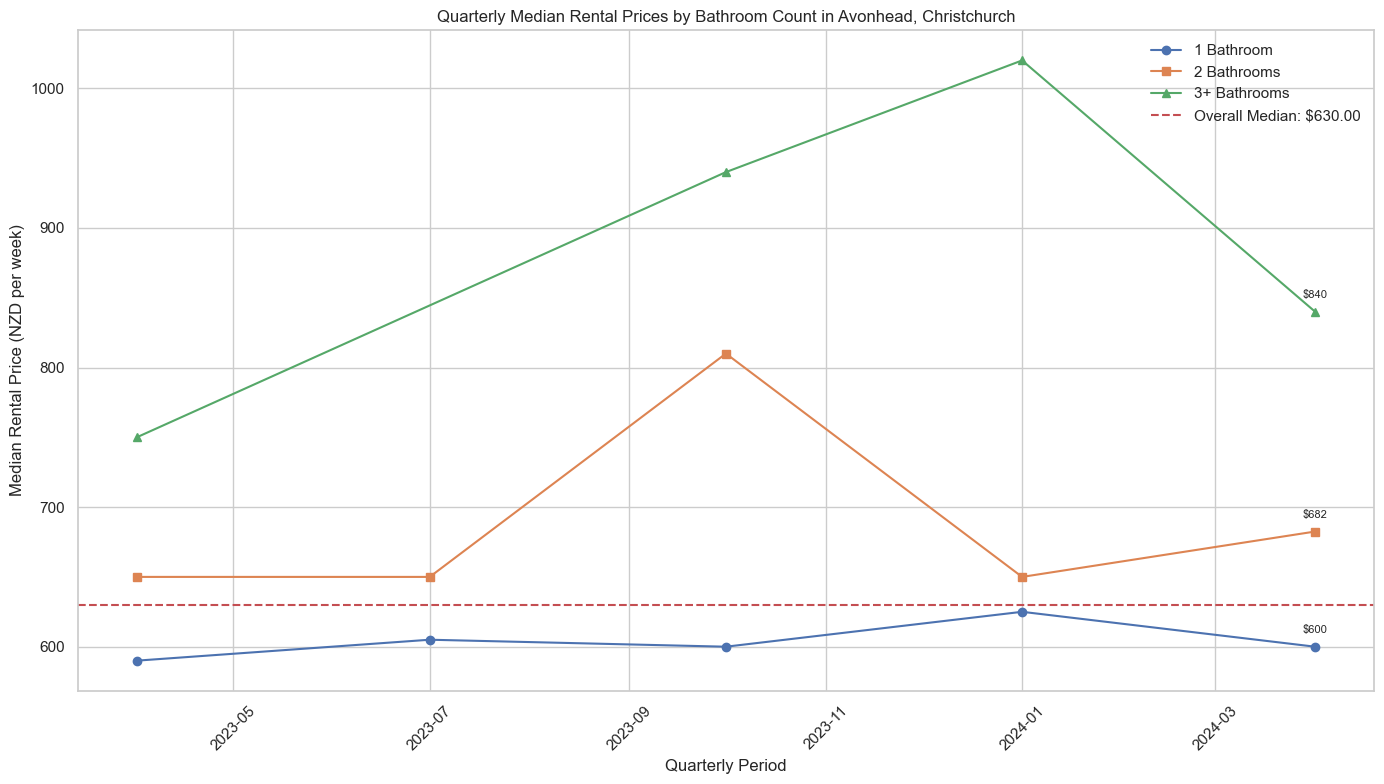 Quarterly Median Rental Prices by Bathroom Count in Avonhead, Christchurch
1 Bathroom
2 Bathrooms
3+ Bathrooms
Overall Median: $630.00
Median Rental Price (NZD per week)
1000
900
800
700
600
$840
$682
$600
2023-05
2023-07
2023-09
2023-11
2024-01
2024-03
Quarterly Period